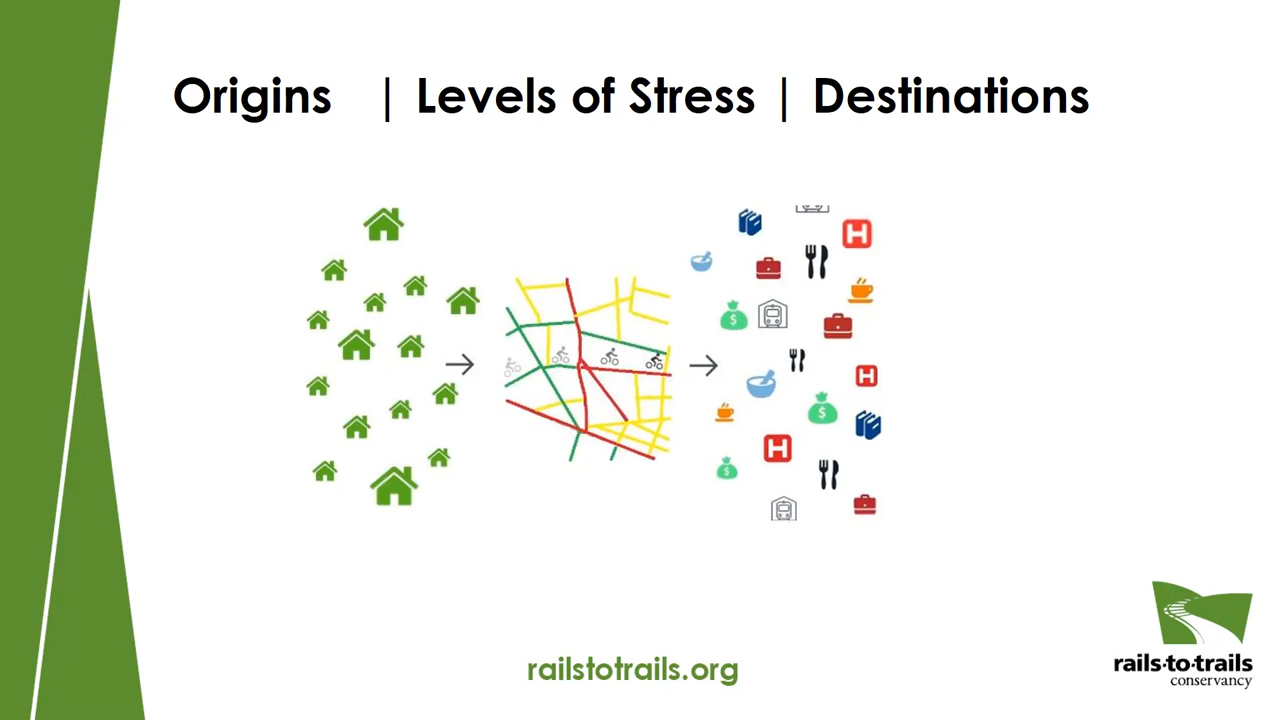 Origins | Levels of Stress | Destinations
H
$
H
$
H
$
railstotrails.org
rails·to·trails
conservancy